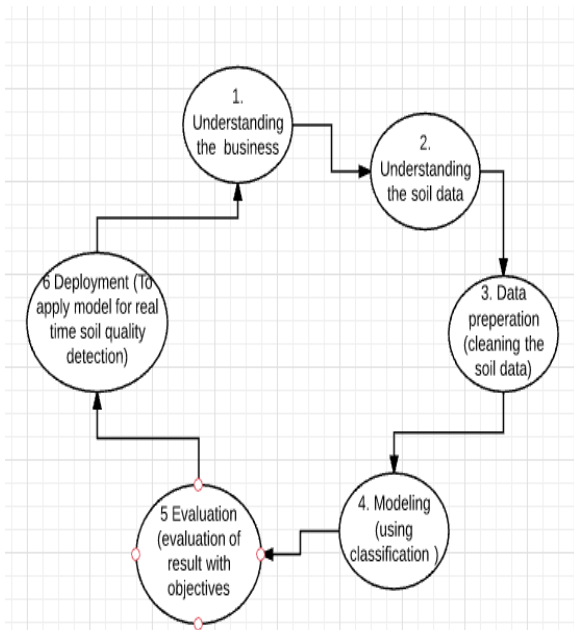 1.
Understanding
the business
2.
Understanding
the soil data
3. Data
preperation
(cleaning the
soil data)
4. Modeling
(using
classification )
5 Evaluation
(evaluation of
result with
objectives
6 Deployment (To
apply model for real
time soil quality
detection)